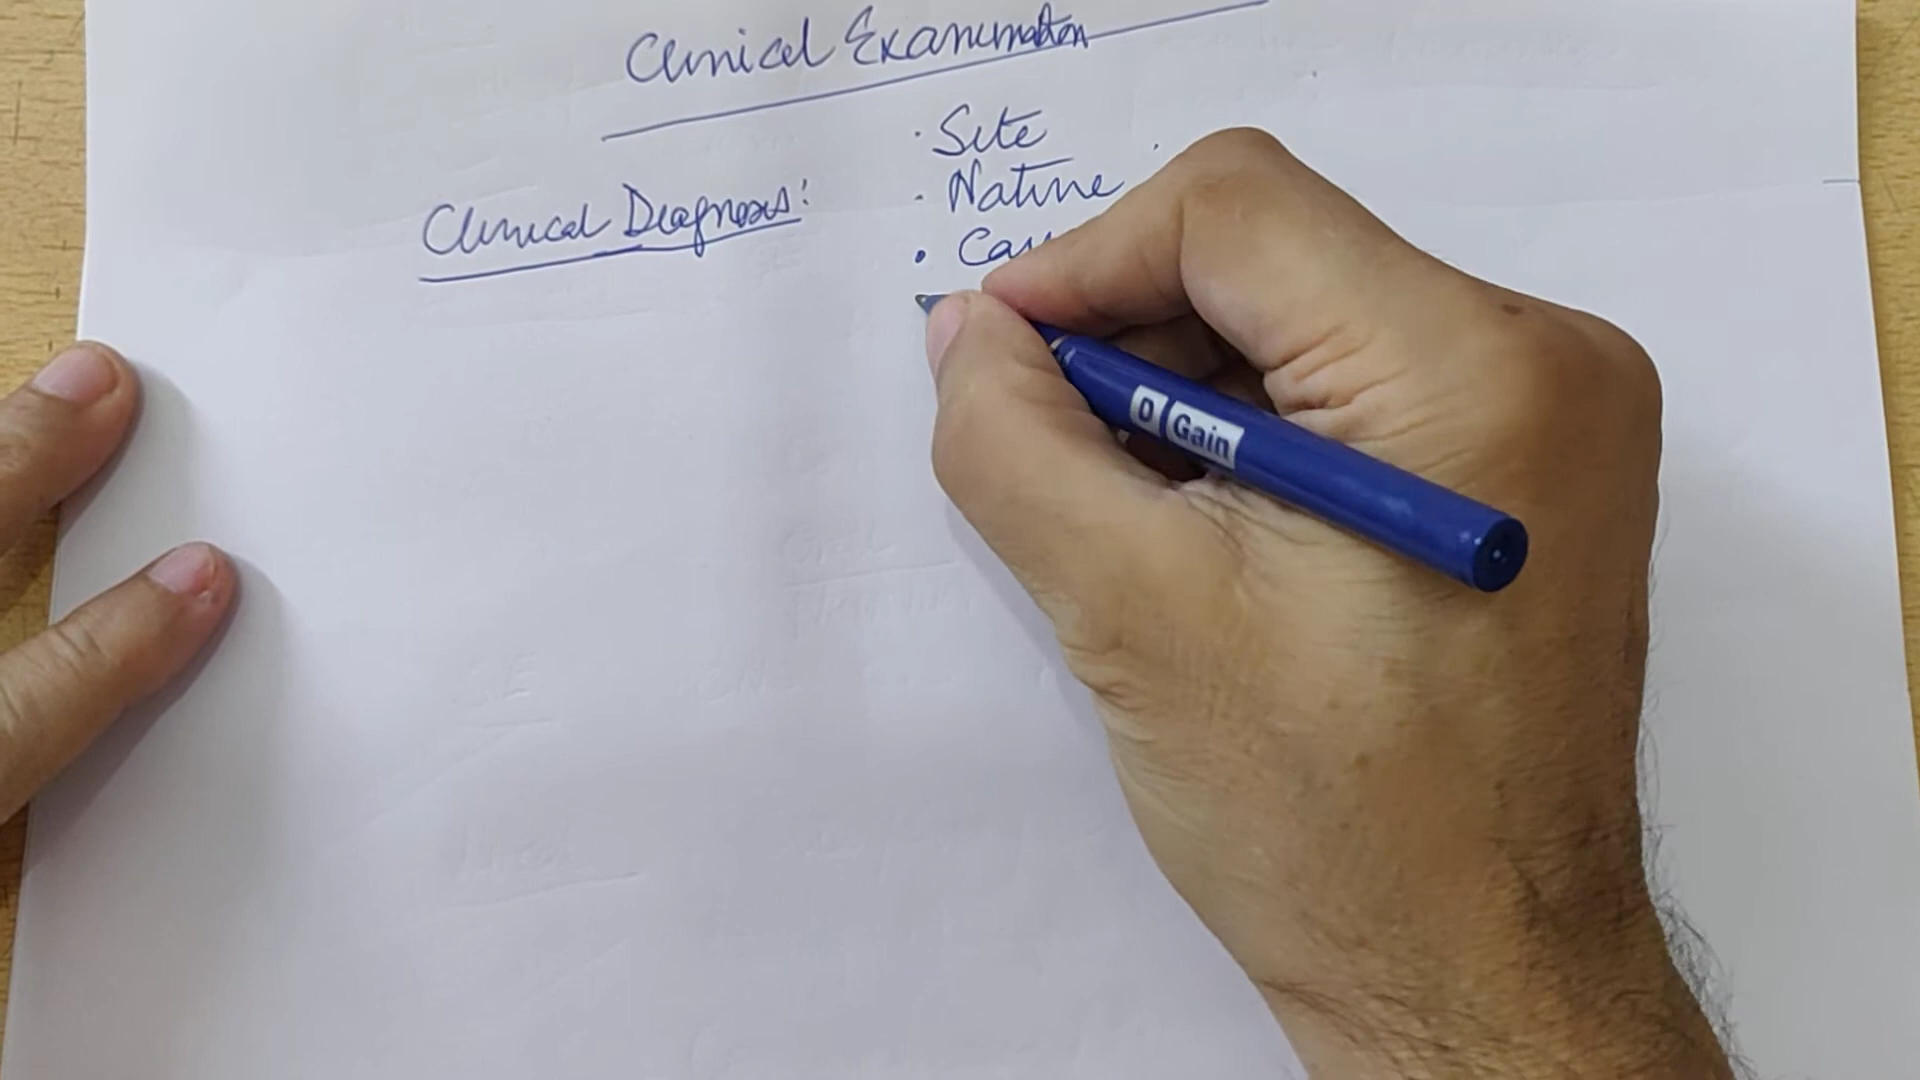 Clinical Examination
· Site
Clinical Diagnosis:
· Nature
•
O Gain